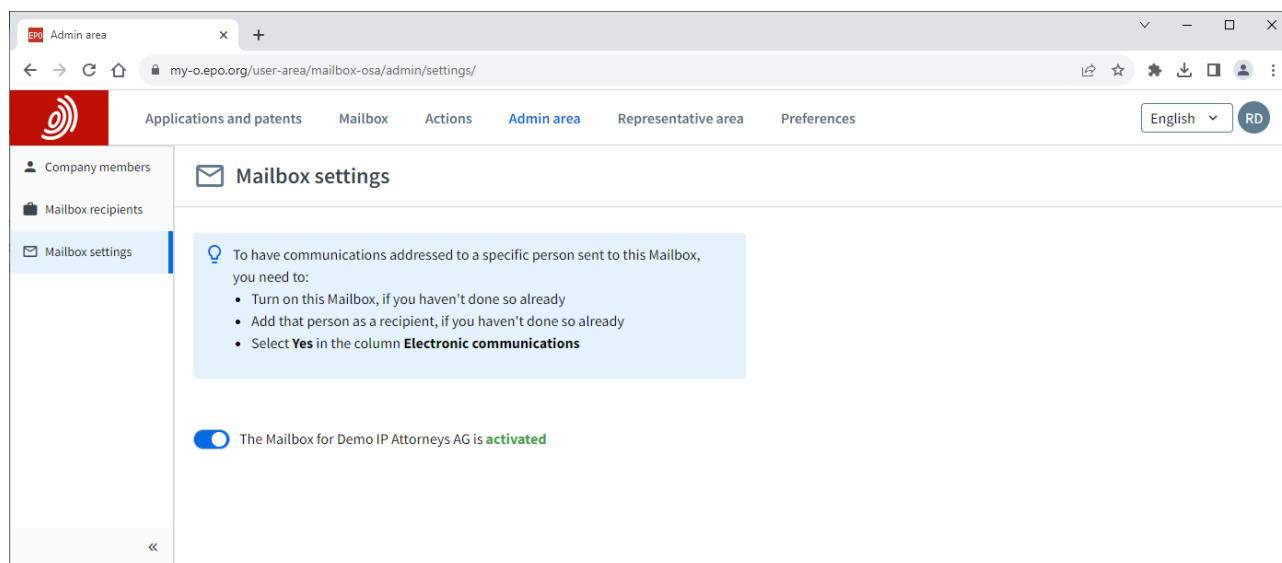 EPO Admin area
my-o.epo.org/user-area/mailbox-osa/admin/settings/
Applications and patents Mailbox Actions Admin area Representative area Preferences English RD
Company members
Mailbox recipients
Mailbox settings
Mailbox settings
To have communications addressed to a specific person sent to this Mailbox,
you need to:
• Turn on this Mailbox, if you haven't done so already
• Add that person as a recipient, if you haven't done so already
• Select Yes in the column Electronic communications
The Mailbox for Demo IP Attorneys AG is activated